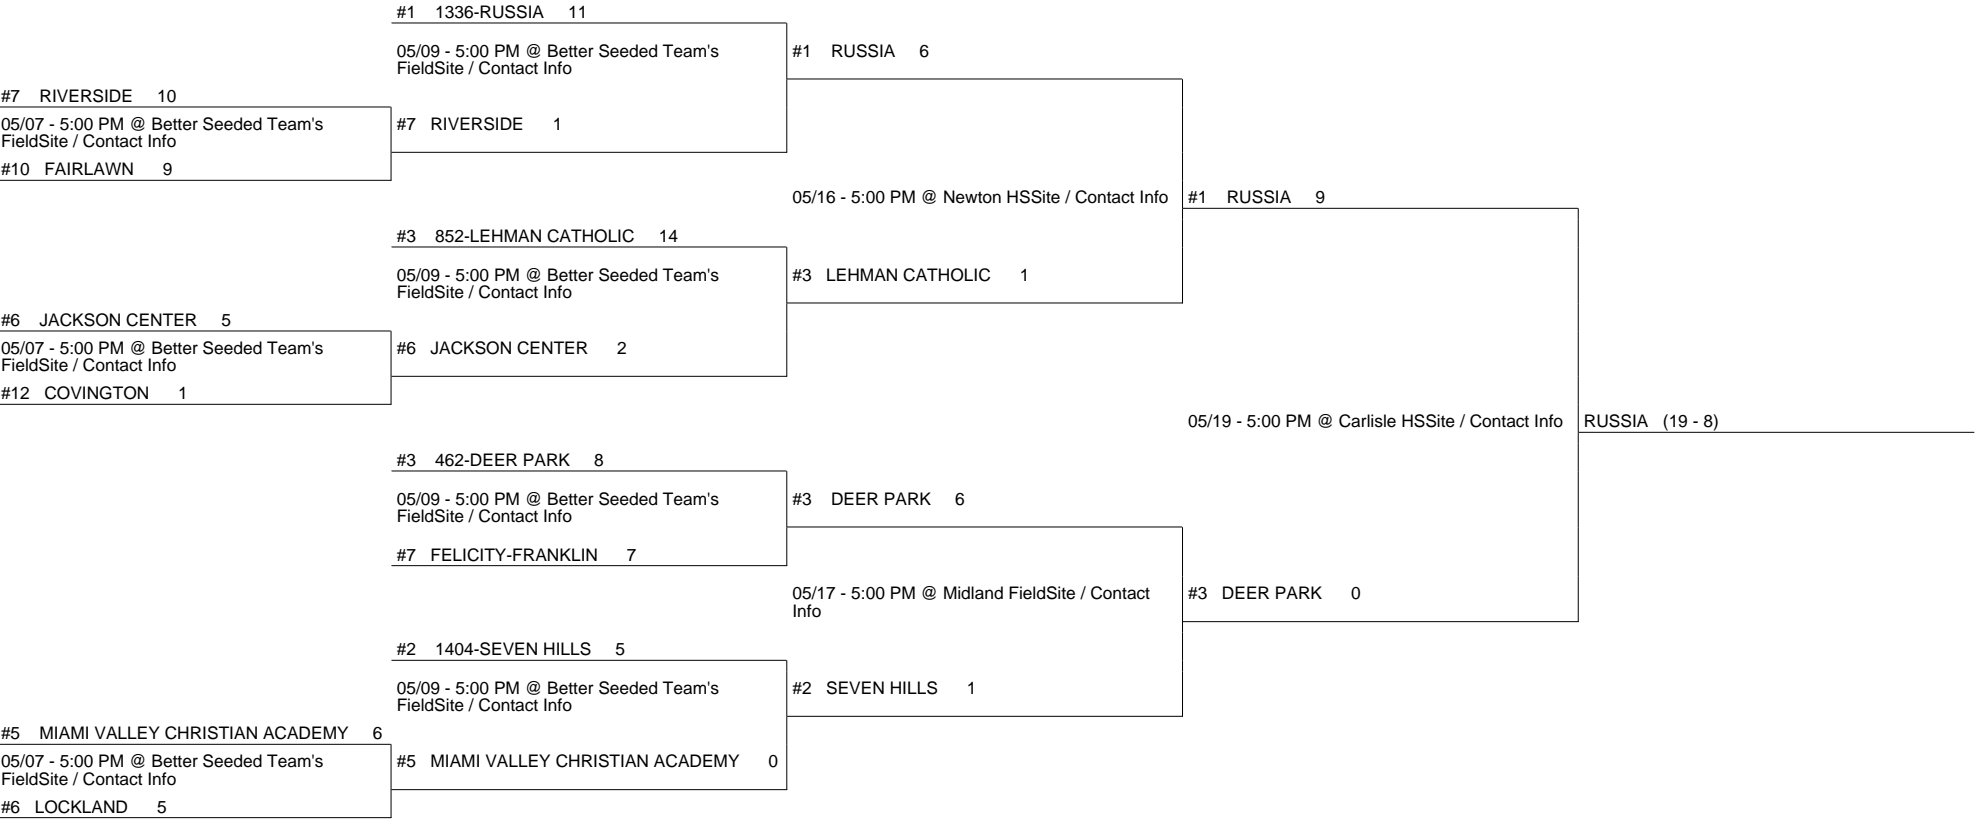 #1 1336-RUSSIA 11
05/09 - 5:00 PM @ Better Seeded Team's
FieldSite / Contact Info
#1 RUSSIA 6
#7 RIVERSIDE 10
05/07 - 5:00 PM @ Better Seeded Team's
FieldSite / Contact Info
#7 RIVERSIDE 1
#10 FAIRLAWN 9
05/16 - 5:00 PM @ Newton HSSite / Contact Info
#1 RUSSIA 9
#3 852-LEHMAN CATHOLIC 14
05/09 - 5:00 PM @ Better Seeded Team's
FieldSite / Contact Info
#3 LEHMAN CATHOLIC 1
#6 JACKSON CENTER 5
05/07 - 5:00 PM @ Better Seeded Team's
FieldSite / Contact Info
#6 JACKSON CENTER 2
#12 COVINGTON 1
05/19 - 5:00 PM @ Carlisle HSSite / Contact Info
RUSSIA (19 - 8)
#3 462-DEER PARK 8
05/09 - 5:00 PM @ Better Seeded Team's
FieldSite / Contact Info
#3 DEER PARK 6
#7 FELICITY-FRANKLIN 7
05/17 - 5:00 PM @ Midland FieldSite / Contact
Info
#3 DEER PARK 0
#2 1404-SEVEN HILLS 5
05/09 - 5:00 PM @ Better Seeded Team's
FieldSite / Contact Info
#2 SEVEN HILLS 1
#5 MIAMI VALLEY CHRISTIAN ACADEMY 6
05/07 - 5:00 PM @ Better Seeded Team's
FieldSite / Contact Info
#5 MIAMI VALLEY CHRISTIAN ACADEMY 0
#6 LOCKLAND 5